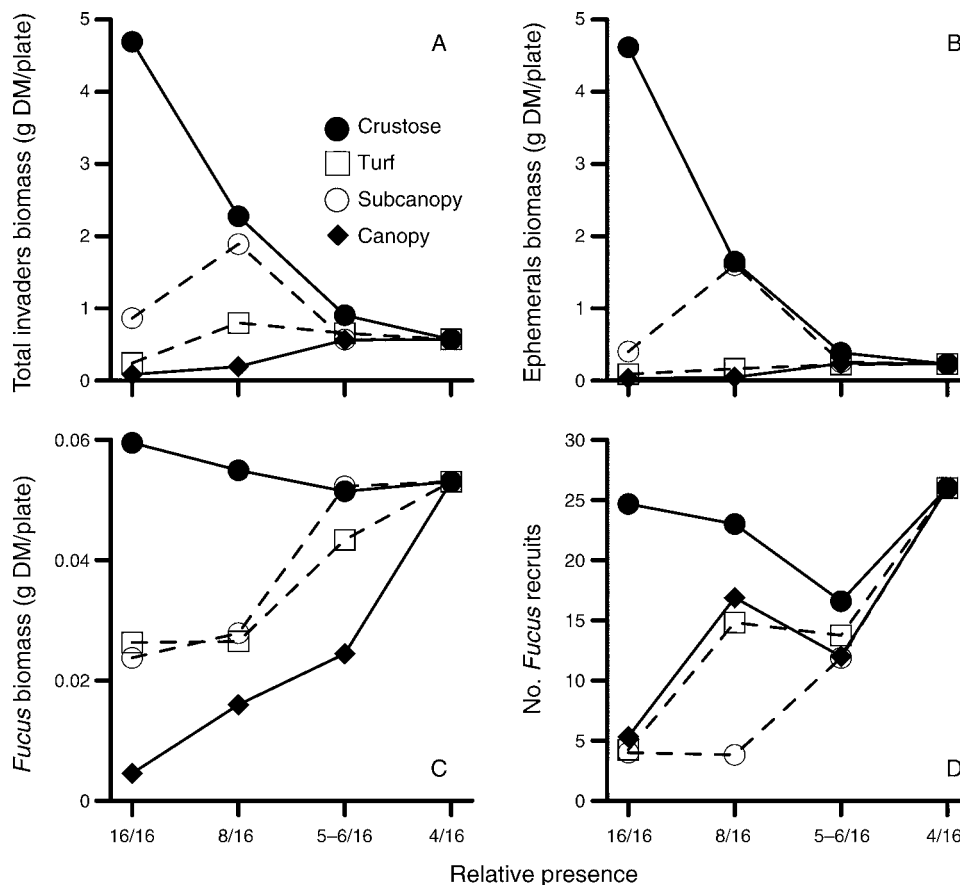 Total invaders biomass (g DM/plate)
5
4
3
2
1
0
A
Crustose
Turf
Subcanopy
Canopy
Ephemerals biomass (g DM/plate)
5
4
3
2
1
0
B
Fucus biomass (g DM/plate)
0.06
0.04
0.02
0
C
16/16
8/16
5–6/16
4/16
No. Fucus recruits
30
25
20
15
10
5
0
D
16/16
8/16
5–6/16
4/16
Relative presence